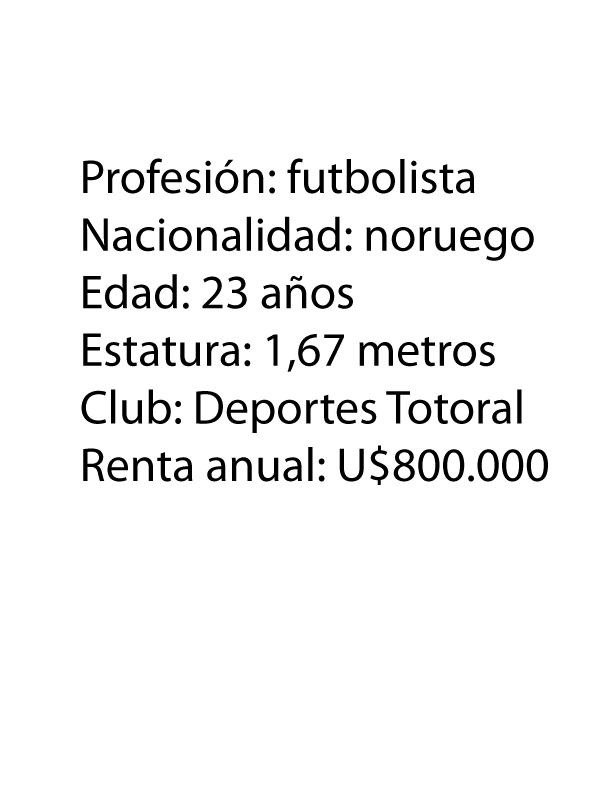 Profesión: futbolista
Nacionalidad: noruego
Edad: 23 años
Estatura: 1,67 metros
Club: Deportes Totoral
Renta anual: U$800.000